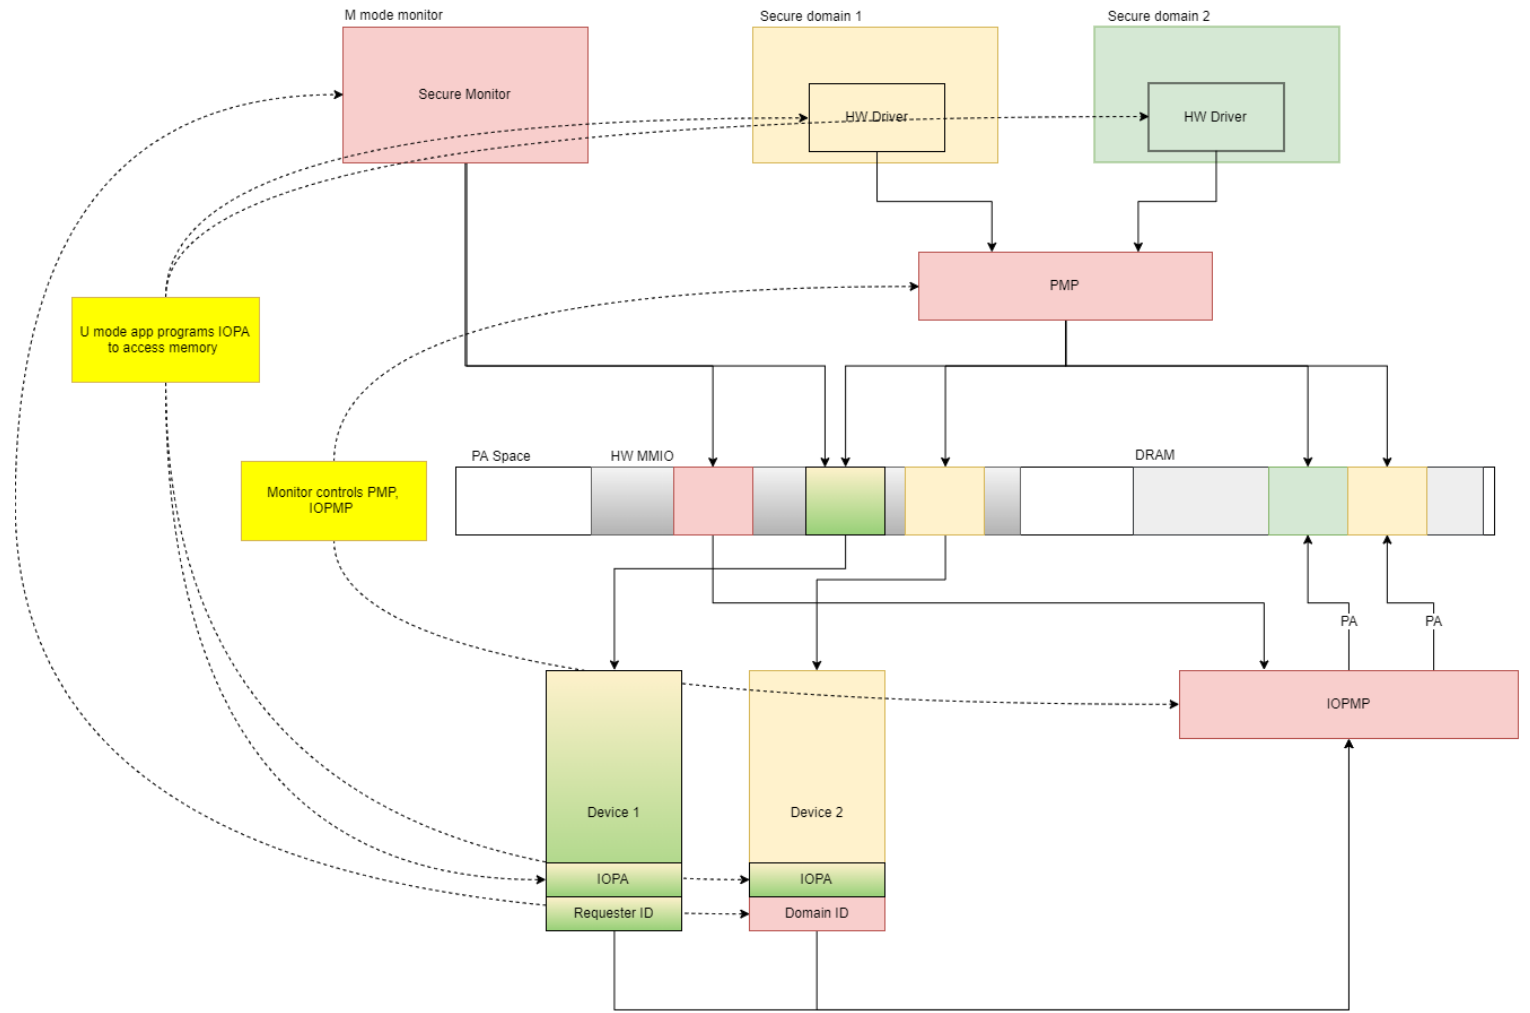 M mode monitor
Secure domain 1
Secure domain 2
Secure Monitor
HW Driver
HW Driver
PMP
U mode app programs IOPA
to access memory
PA Space
HW MMIO
DRAM
Monitor controls PMP,
IOPMP
PA
PA
IOPMP
Device 1
Device 2
IOPA
IOPA
Requester ID
Domain ID